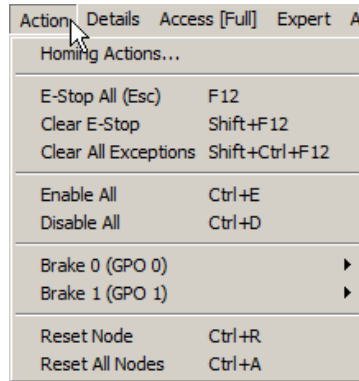 Action Details Access [Full] Expert A
Homing Actions...
E-Stop All (Esc) F12
Clear E-Stop Shift+F12
Clear All Exceptions Shift+Ctrl+F12
Enable All Ctrl+E
Disable All Ctrl+D
Brake 0 (GPO 0)
Brake 1 (GPO 1)
Reset Node Ctrl+R
Reset All Nodes Ctrl+A